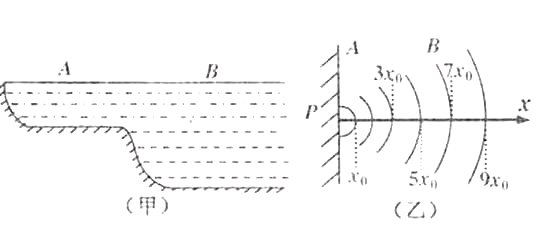 A B
(甲)
A B
3x₀ 7x₀
P x
x₀ 5x₀ 9x₀
(乙)